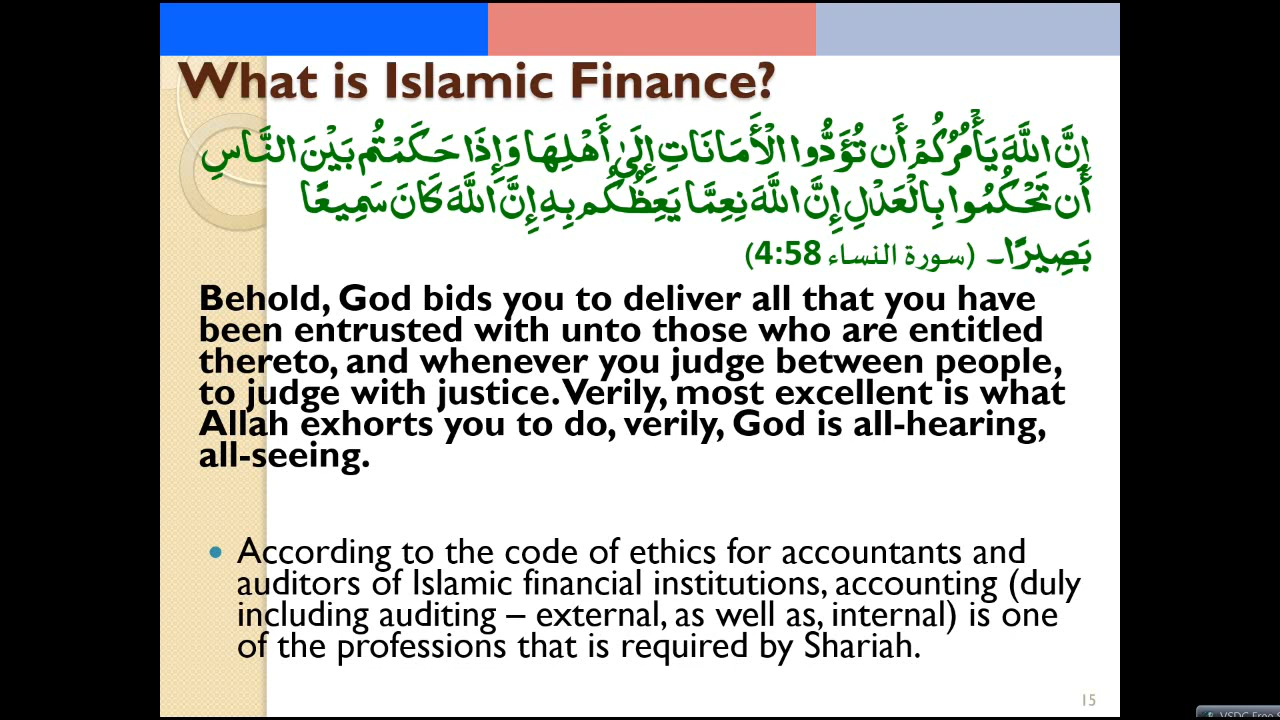 What is Islamic Finance?
إِنَّ اللَّهَ يَأْمُرُكُمْ أَن تُؤَدُّوا الْأَمَانَاتِ إِلَىٰ أَهْلِهَا وَإِذَا حَكَمْتُم بَيْنَ النَّاسِ
أَن تَحْكُمُوا بِالْعَدْلِ إِنَّ اللَّهَ نِعِمَّا يَعِظُكُم بِهِ إِنَّ اللَّهَ كَانَ سَمِيعًا
بَصِيرًا۔ (سورة النساء 4:58)
Behold, God bids you to deliver all that you have
been entrusted with unto those who are entitled
thereto, and whenever you judge between people,
to judge with justice. Verily, most excellent is what
Allah exhorts you to do, verily, God is all-hearing,
all-seeing.
• According to the code of ethics for accountants and
auditors of Islamic financial institutions, accounting (duly
including auditing – external, as well as, internal) is one
of the professions that is required by Shariah.
15
VSDC Free